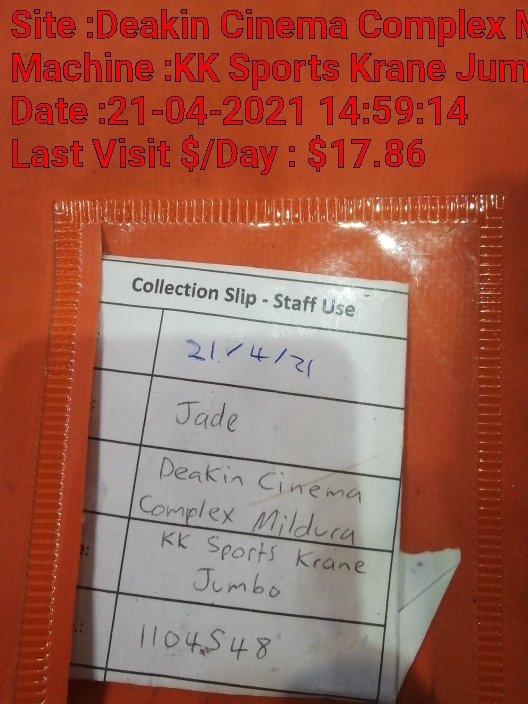 Site :Deakin Cinema Complex M
Machine :KK Sports Krane Jum
Date :21-04-2021 14:59:14
Last Visit $/Day : $17.86
Collection Slip - Staff Use
21/4/21
Jade
Deakin Cinema
Complex Mildura
KK Sports Krane
Jumbo
1104548